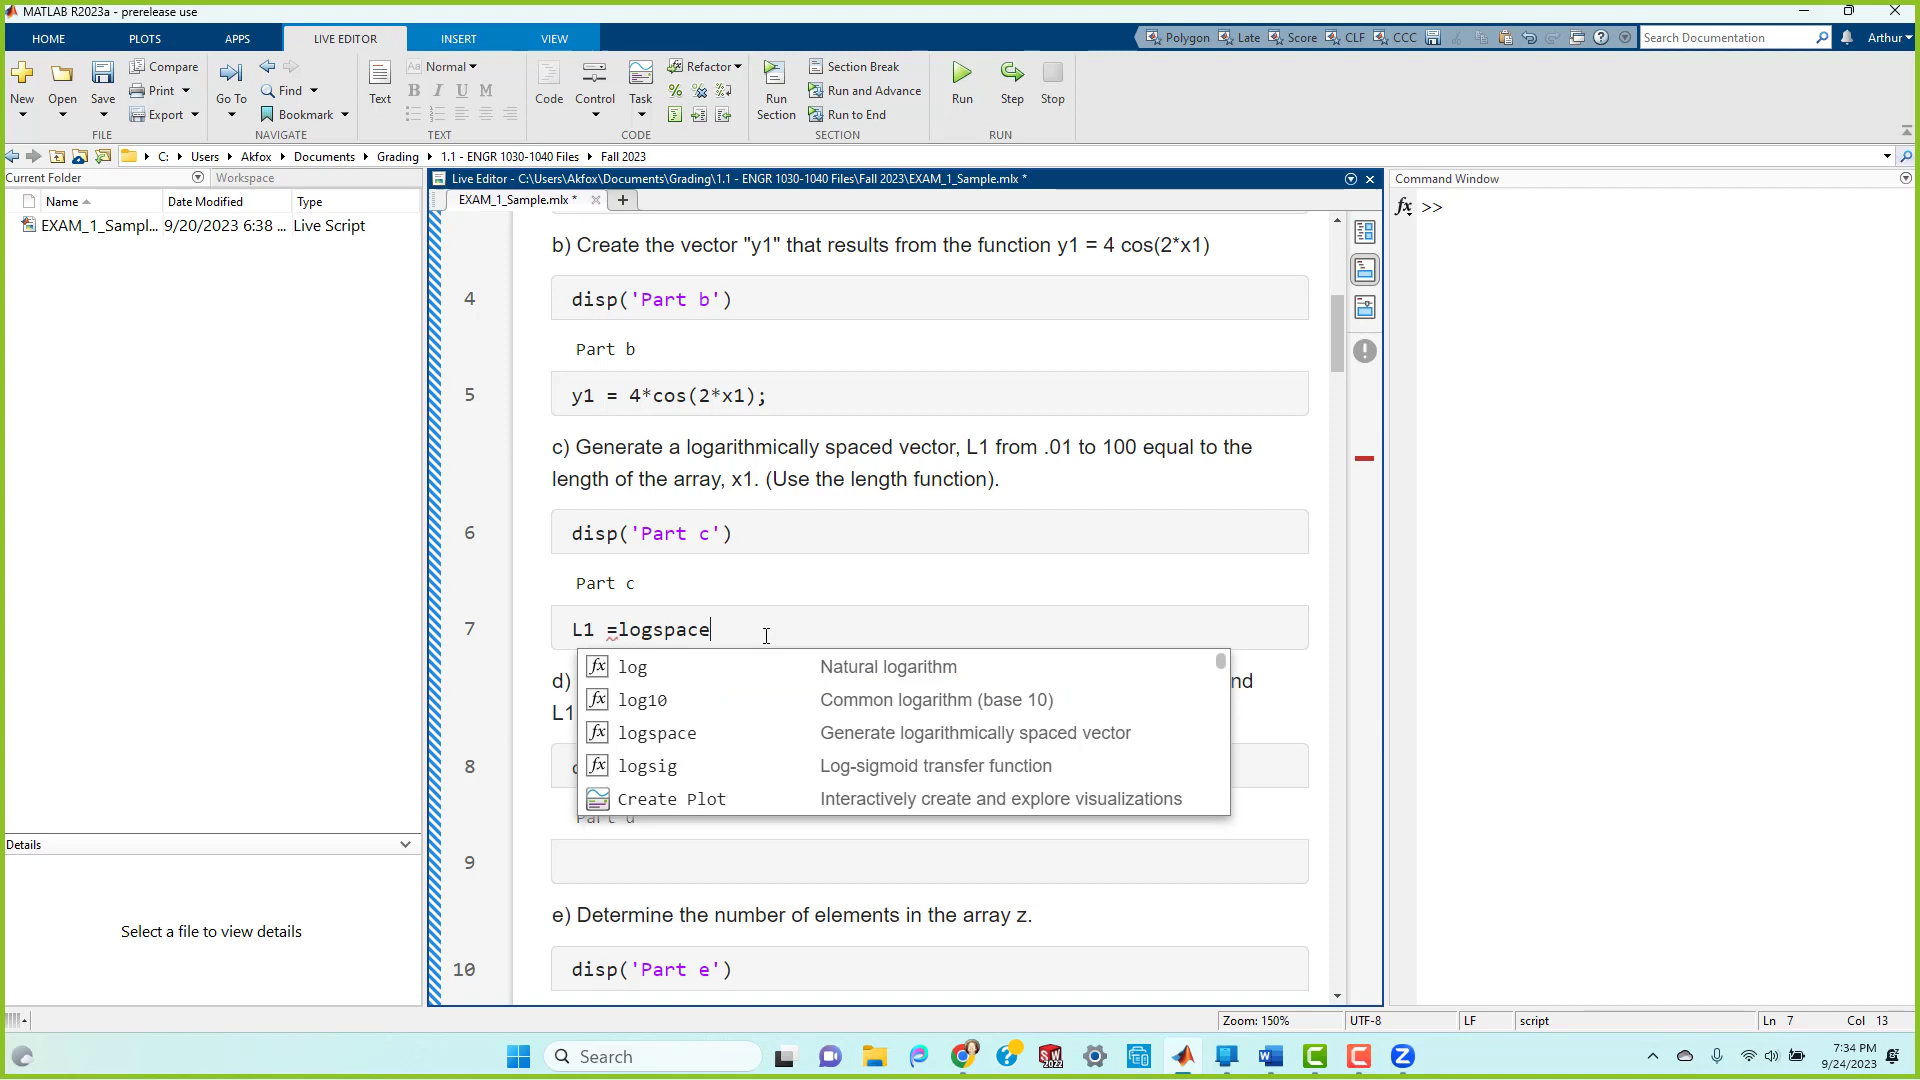 MATLAB R2023a - prerelease use
HOME PLOTS APPS LIVE EDITOR INSERT VIEW
Polygon Late Score CLF CCC Search Documentation Arthur
New Open Save Compare Print Export
Go To Find Bookmark
Text Aa Normal B I U M
Code Control Task Refactor
Run Section Section Break Run and Advance Run to End
Run Step Stop
FILE NAVIGATE TEXT CODE SECTION RUN
C: Users Akfox Documents Grading 1.1 - ENGR 1030-1040 Files Fall 2023
Current Folder Workspace
Name Date Modified Type
EXAM_1_Sampl... 9/20/2023 6:38 ... Live Script
Details
Select a file to view details
Live Editor - C:\Users\Akfox\Documents\Grading\1.1 - ENGR 1030-1040 Files\Fall 2023\EXAM_1_Sample.mlx *
EXAM_1_Sample.mlx * +
b) Create the vector "y1" that results from the function y1 = 4 cos(2*x1)
4 disp('Part b')
Part b
5 y1 = 4*cos(2*x1);
c) Generate a logarithmically spaced vector, L1 from .01 to 100 equal to the
length of the array, x1. (Use the length function).
6 disp('Part c')
Part c
7 L1 =logspace
log Natural logarithm
log10 Common logarithm (base 10)
logspace Generate logarithmically spaced vector
logsig Log-sigmoid transfer function
Create Plot Interactively create and explore visualizations
d) nd
L1
8
Part d
9
e) Determine the number of elements in the array z.
10 disp('Part e')
Command Window
fx >>
Zoom: 150% UTF-8 LF script Ln 7 Col 13
Search
7:34 PM
9/24/2023